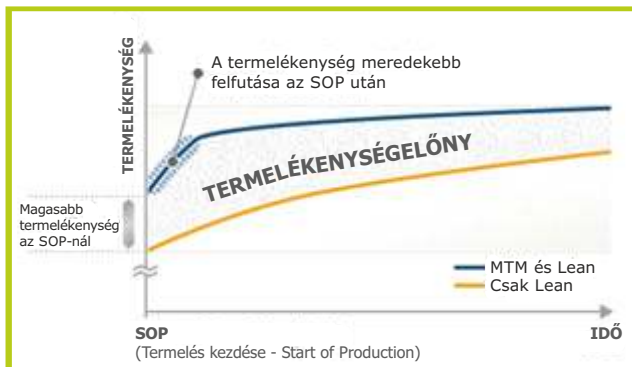 TERMELÉKENYSÉG
A termelékenység meredekebb
felfutása az SOP után
TERMELÉKENYSÉGELŐNY
Magasabb
termelékenység
az SOP-nál
MTM és Lean
Csak Lean
SOP
IDŐ
(Termelés kezdése - Start of Production)